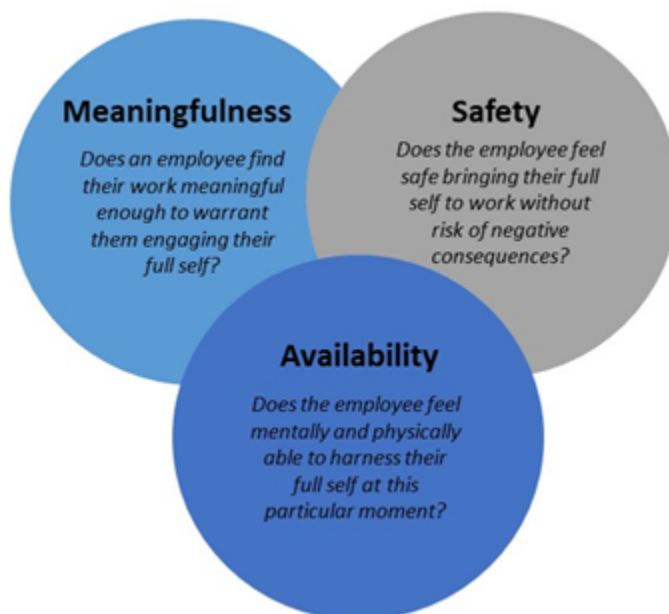 Meaningfulness
Does an employee find
their work meaningful
enough to warrant
them engaging their
full self?
Safety
Does the employee feel
safe bringing their full
self to work without
risk of negative
consequences?
Availability
Does the employee feel
mentally and physically
able to harness their
full self at this
particular moment?